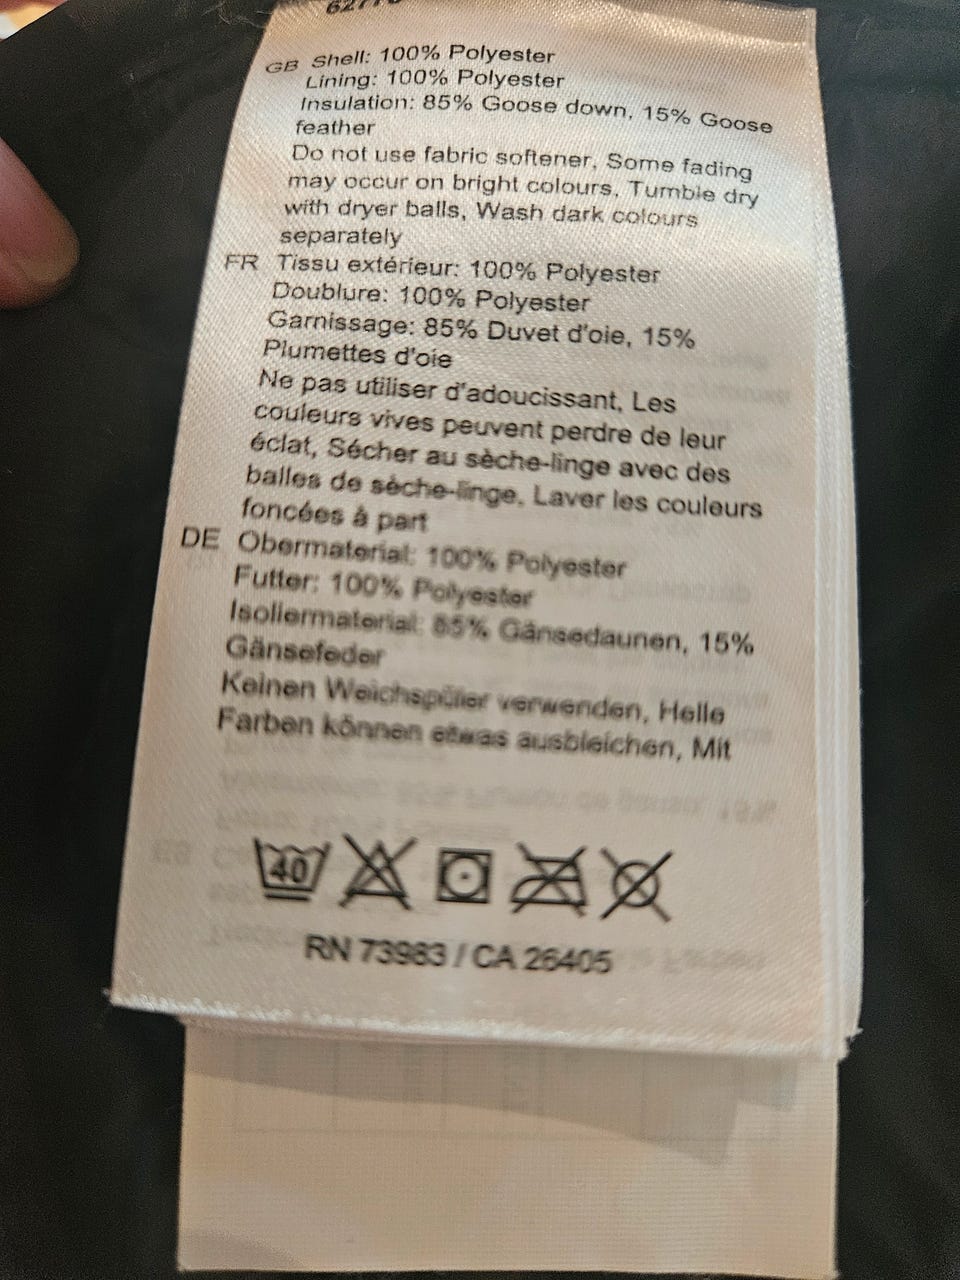 GB Shell: 100% Polyester
Lining: 100% Polyester
Insulation: 85% Goose down, 15% Goose
feather
Do not use fabric softener, Some fading
may occur on bright colours, Tumble dry
with dryer balls, Wash dark colours
separately
FR Tissu extérieur: 100% Polyester
Doublure: 100% Polyester
Garnissage: 85% Duvet d'oie, 15%
Plumettes d'oie
Ne pas utiliser d'adoucissant, Les
couleurs vives peuvent perdre de leur
éclat, Sécher au sèche-linge avec des
balles de sèche-linge, Laver les couleurs
foncées à part
DE Obermaterial: 100% Polyester
Futter: 100% Polyester
Isoliermaterial: 85% Gänsedaunen, 15%
Gänsefeder
Keinen Weichspüler verwenden, Helle
Farben können etwas ausbleichen, Mit
40
RN 73983 / CA 26405